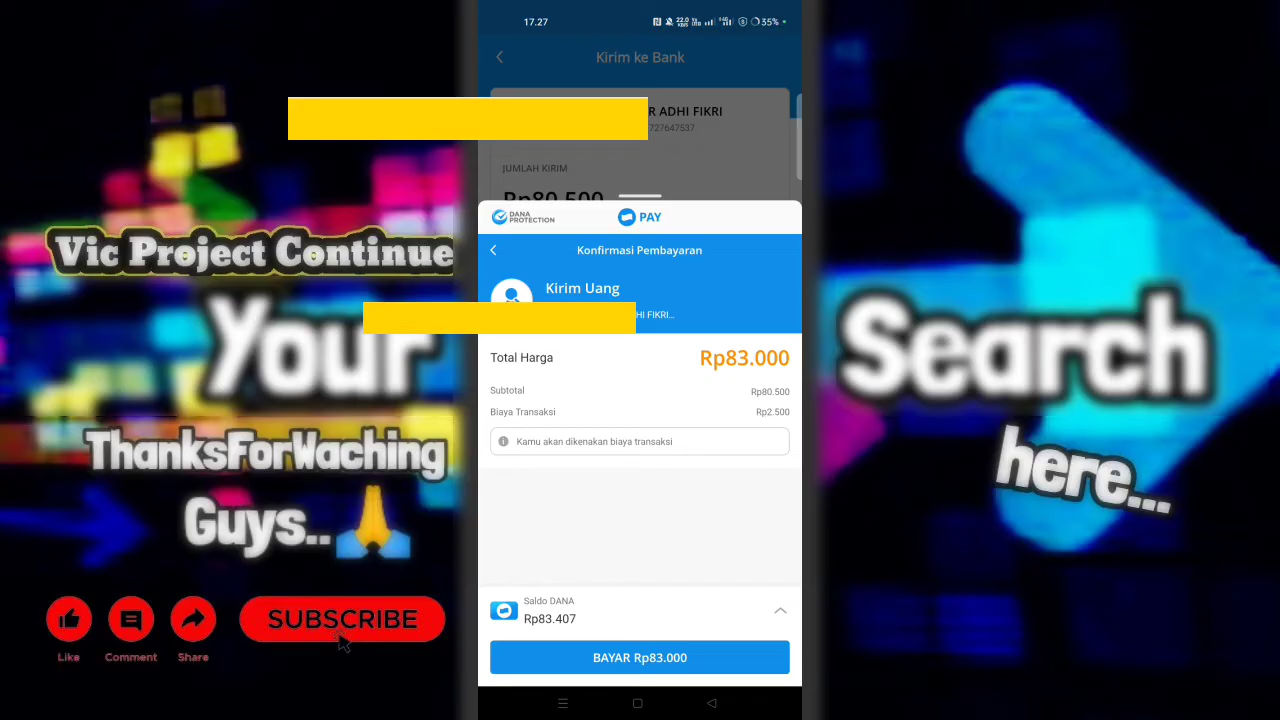 17.27
35%
Kirim ke Bank
R ADHI FIKRI
727647537
JUMLAH KIRIM
Rp80.500
DANA PROTECTION
PAY
Konfirmasi Pembayaran
Kirim Uang
HI FIKRI...
Total Harga
Rp83.000
Subtotal
Rp80.500
Biaya Transaksi
Rp2.500
Kamu akan dikenakan biaya transaksi
Saldo DANA
Rp83.407
BAYAR Rp83.000
Vic Project Continue
Your
ThanksForWaching
Guys..🙏
SUBSCRIBE
Like
Comment
Share
Search
here...